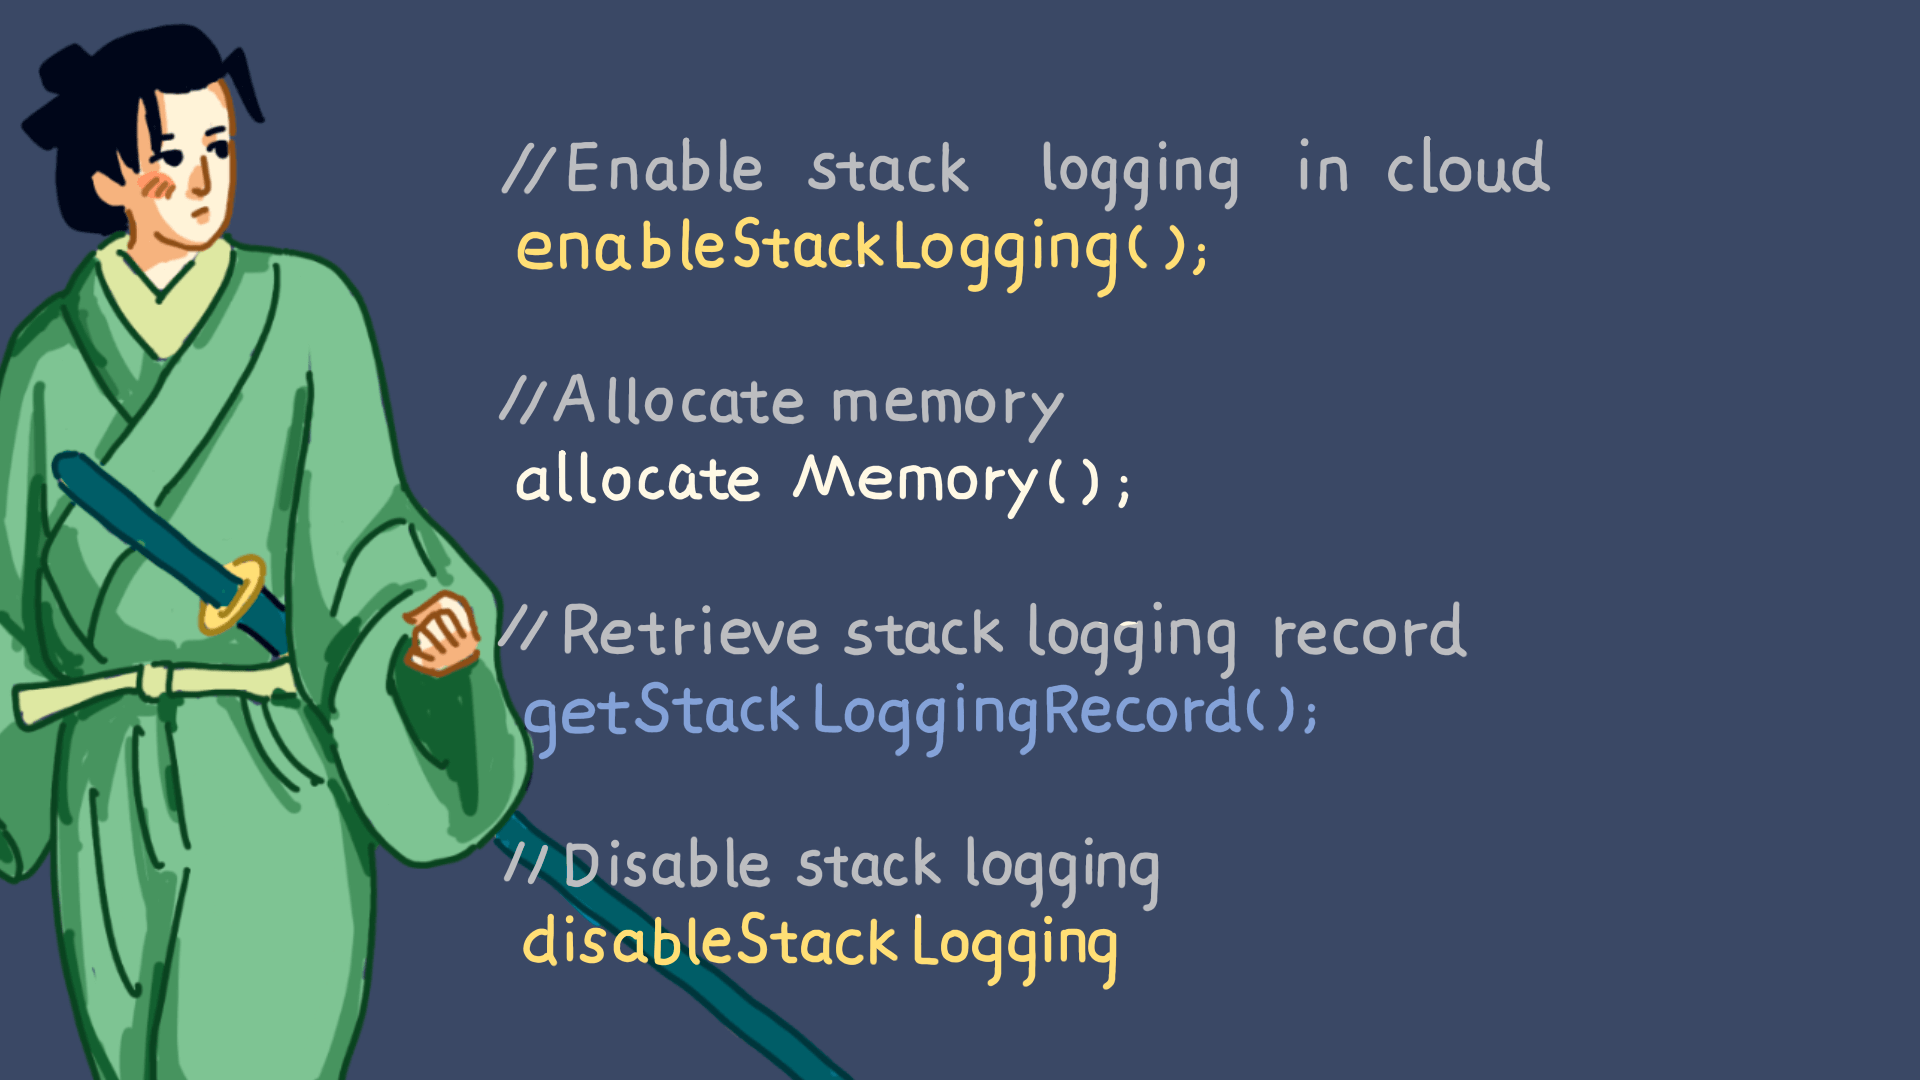 //Enable stack logging in cloud
enableStackLogging();
//Allocate memory
allocate Memory();
//Retrieve stack logging record
getStackLoggingRecord();
//Disable stack logging
disableStackLogging